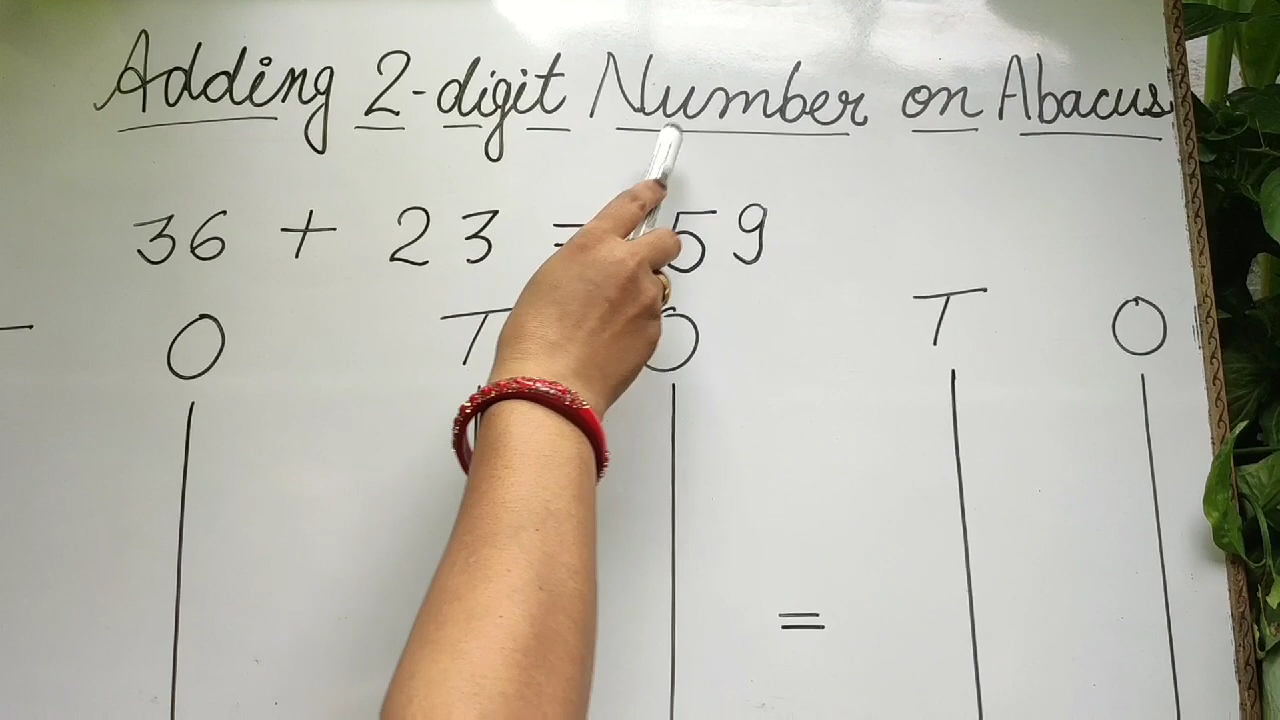 Adding 2-digit Number on Abacus
36 + 23 = 59
T O T O T O
=